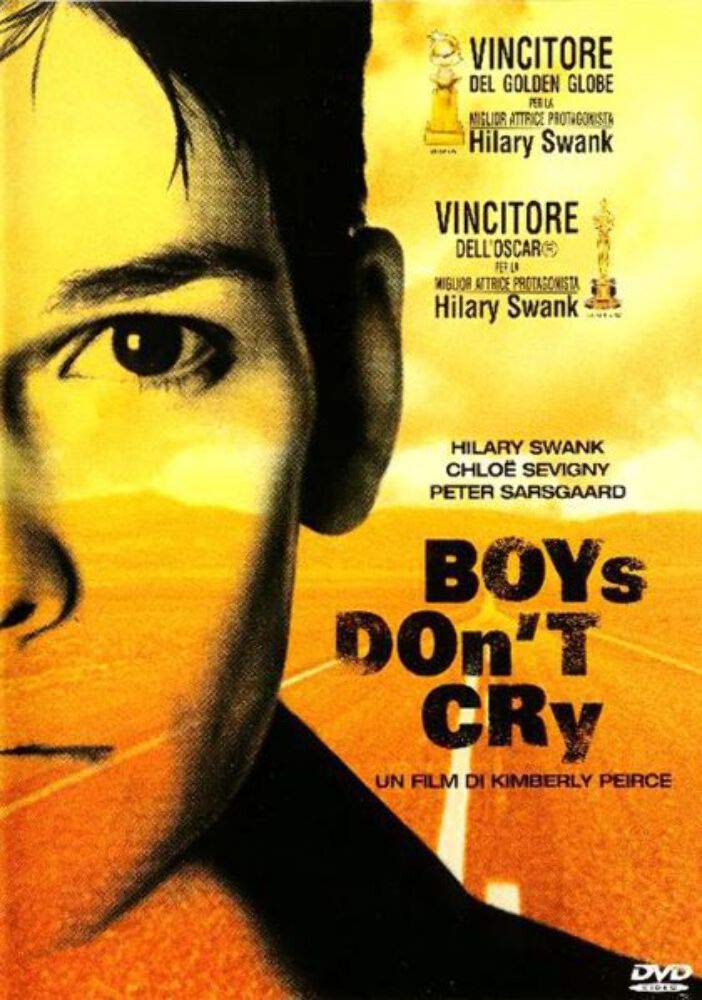 VINCITORE
DEL GOLDEN GLOBE
PER LA
MIGLIOR ATTRICE PROTAGONISTA
Hilary Swank
VINCITORE
DELL'OSCAR®
PER LA
MIGLIOR ATTRICE PROTAGONISTA
Hilary Swank
HILARY SWANK
CHLOË SEVIGNY
PETER SARSGAARD
BOYs
DOn'T
CRy
UN FILM DI KIMBERLY PEIRCE
DVD
VIDEO